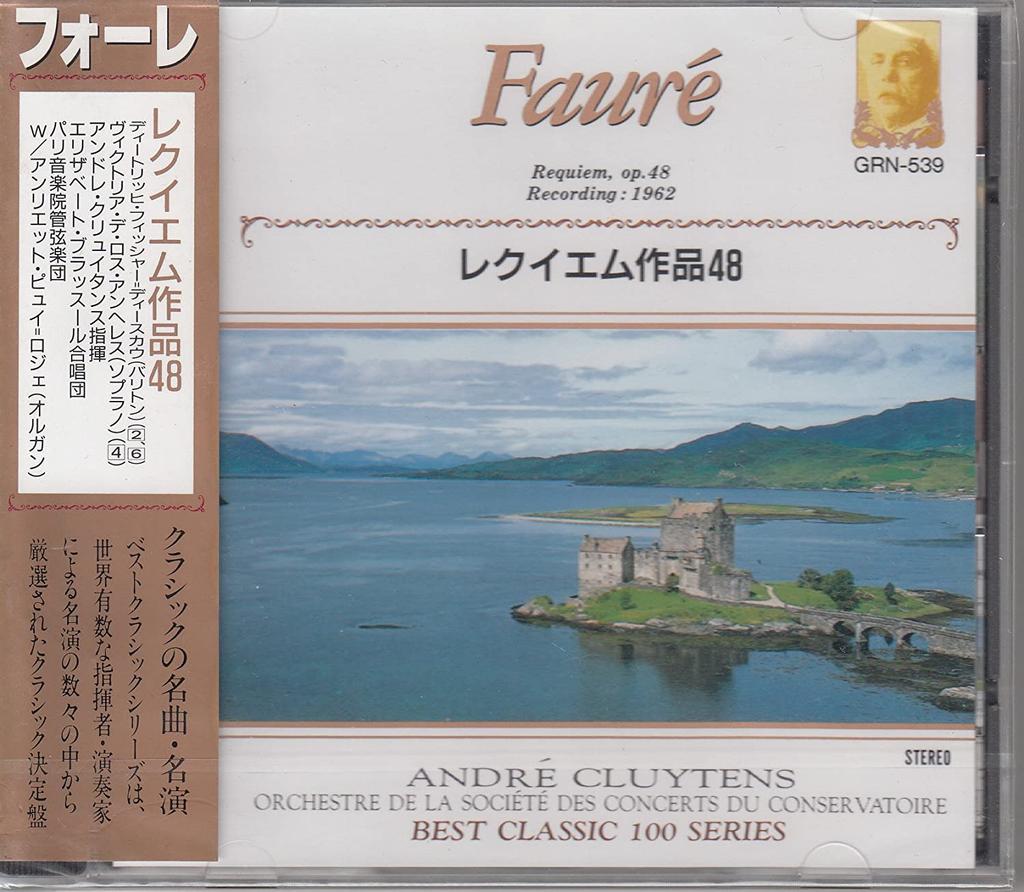 フォーレ
レクイエム作品48
ディートリッヒ・フィッシャー=ディースカウ(バリトン)(2、6)
ヴィクトリア・デ・ロス・アンヘレス(ソプラノ)(4)
アンドレ・クリュイタンス指揮
エリザベート・ブラッスール合唱団
パリ音楽院管弦楽団
W/アンリエット・ピュイ=ロジェ(オルガン)
クラシックの名曲・名演
ベストクラシックシリーズは、
世界有数な指揮者・演奏家
による名演の数々の中から
厳選されたクラシック決定盤
Fauré
GRN-539
Requiem, op.48
Recording : 1962
レクイエム作品48
STEREO
ANDRÉ CLUYTENS
ORCHESTRE DE LA SOCIÉTÉ DES CONCERTS DU CONSERVATOIRE
BEST CLASSIC 100 SERIES